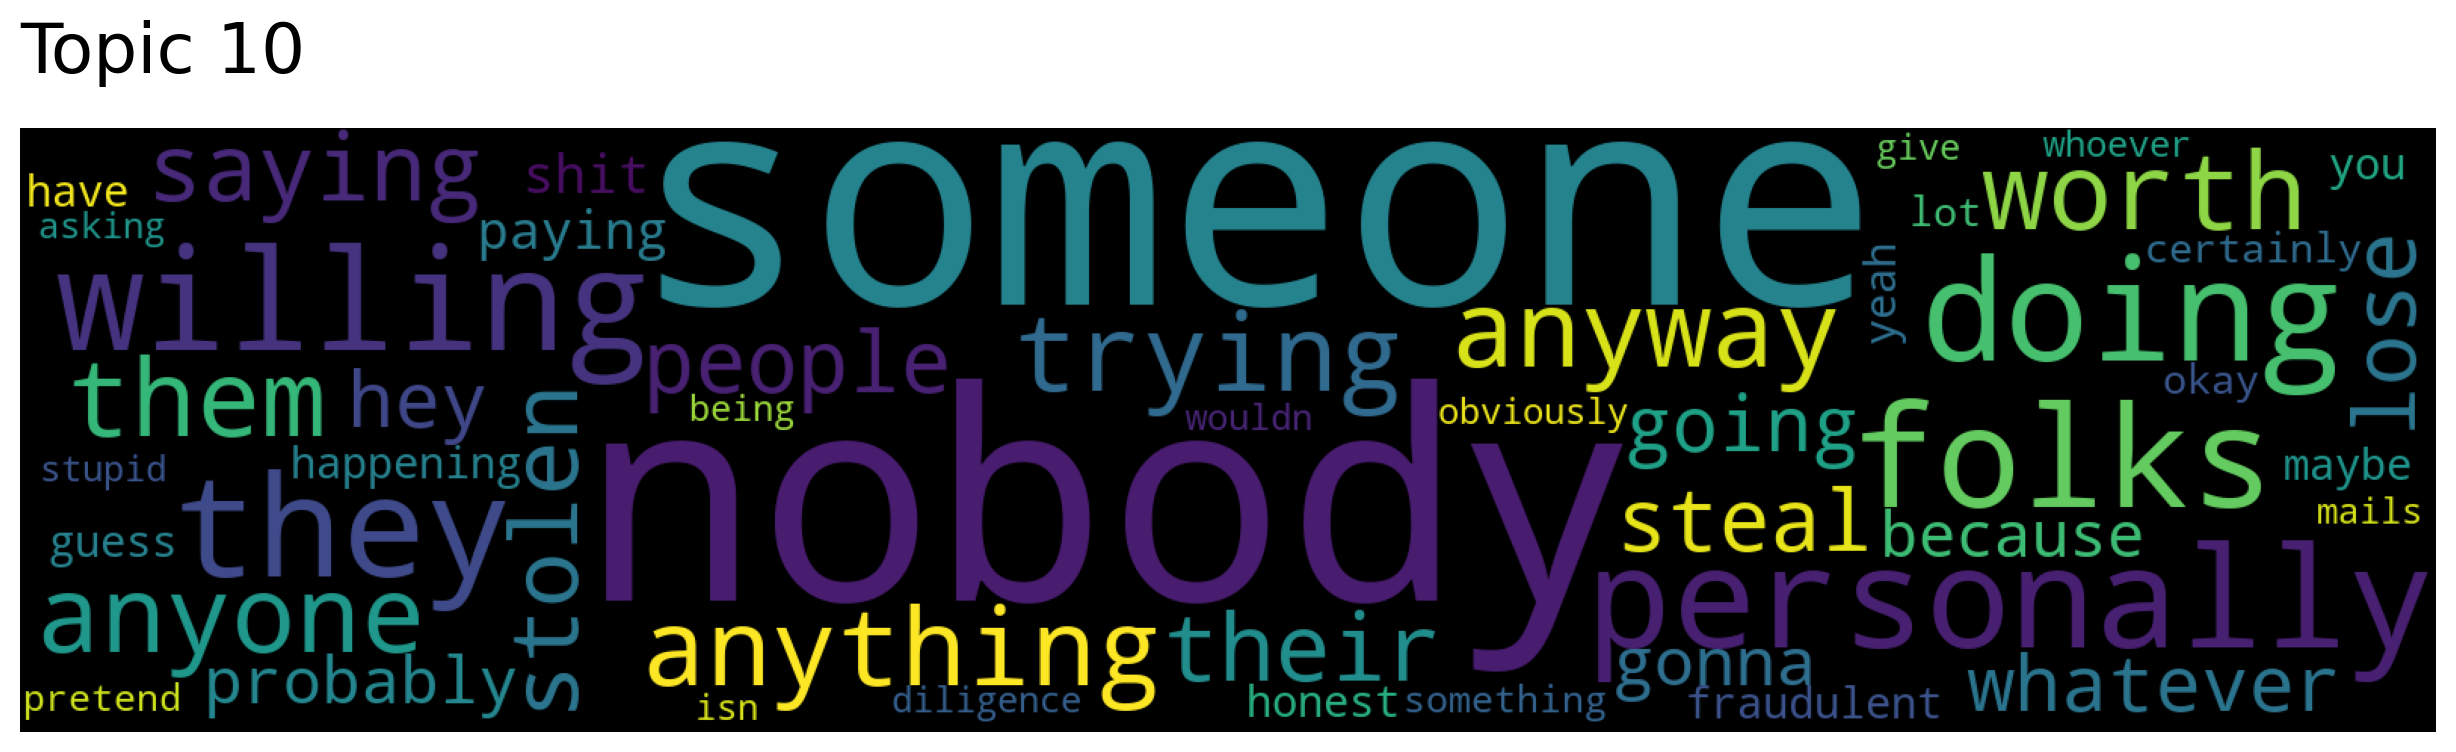 Topic 10
have
saying
shit
someone
give
whoever
you
asking
paying
lot
worth
willing
yeah
certainly
lose
people
trying
anyway
doing
them
hey
being
wouldn
obviously
going
okay
folks
maybe
stupid
happening
stolen
nobody
steal
because
mails
guess
they
personally
anyone
probably
anything
their
gonna
whatever
pretend
isn
diligence
honest
something
fraudulent